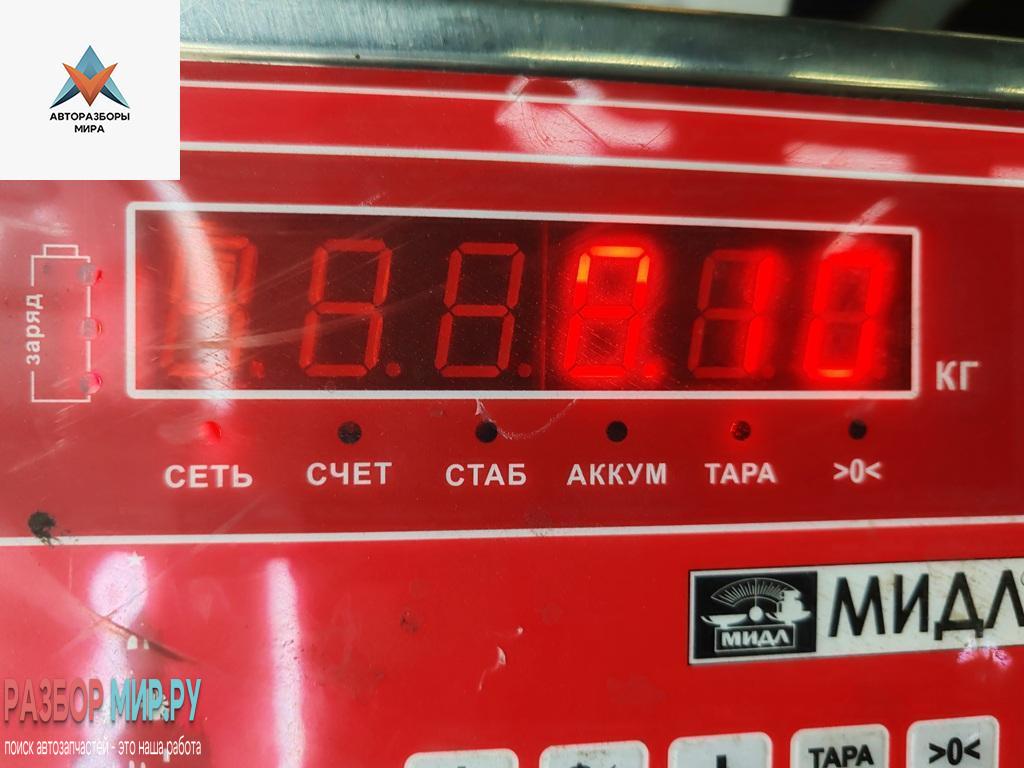 АВТОРАЗБОРЫ
МИРА
заряд
КГ
СЕТЬ СЧЕТ СТАБ АККУМ ТАРА >0<
МИДЛ МИДЛ
РАЗБОР МИР.РУ
поиск автозапчастей - это наша работа
ТАРА >0<